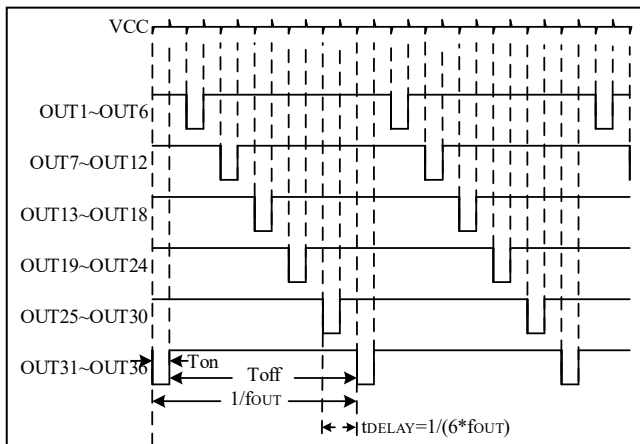 VCC
OUT1~OUT6
OUT7~OUT12
OUT13~OUT18
OUT19~OUT24
OUT25~OUT30
OUT31~OUT36
Ton
Toff
1/fOUT
tDELAY=1/(6*fOUT)